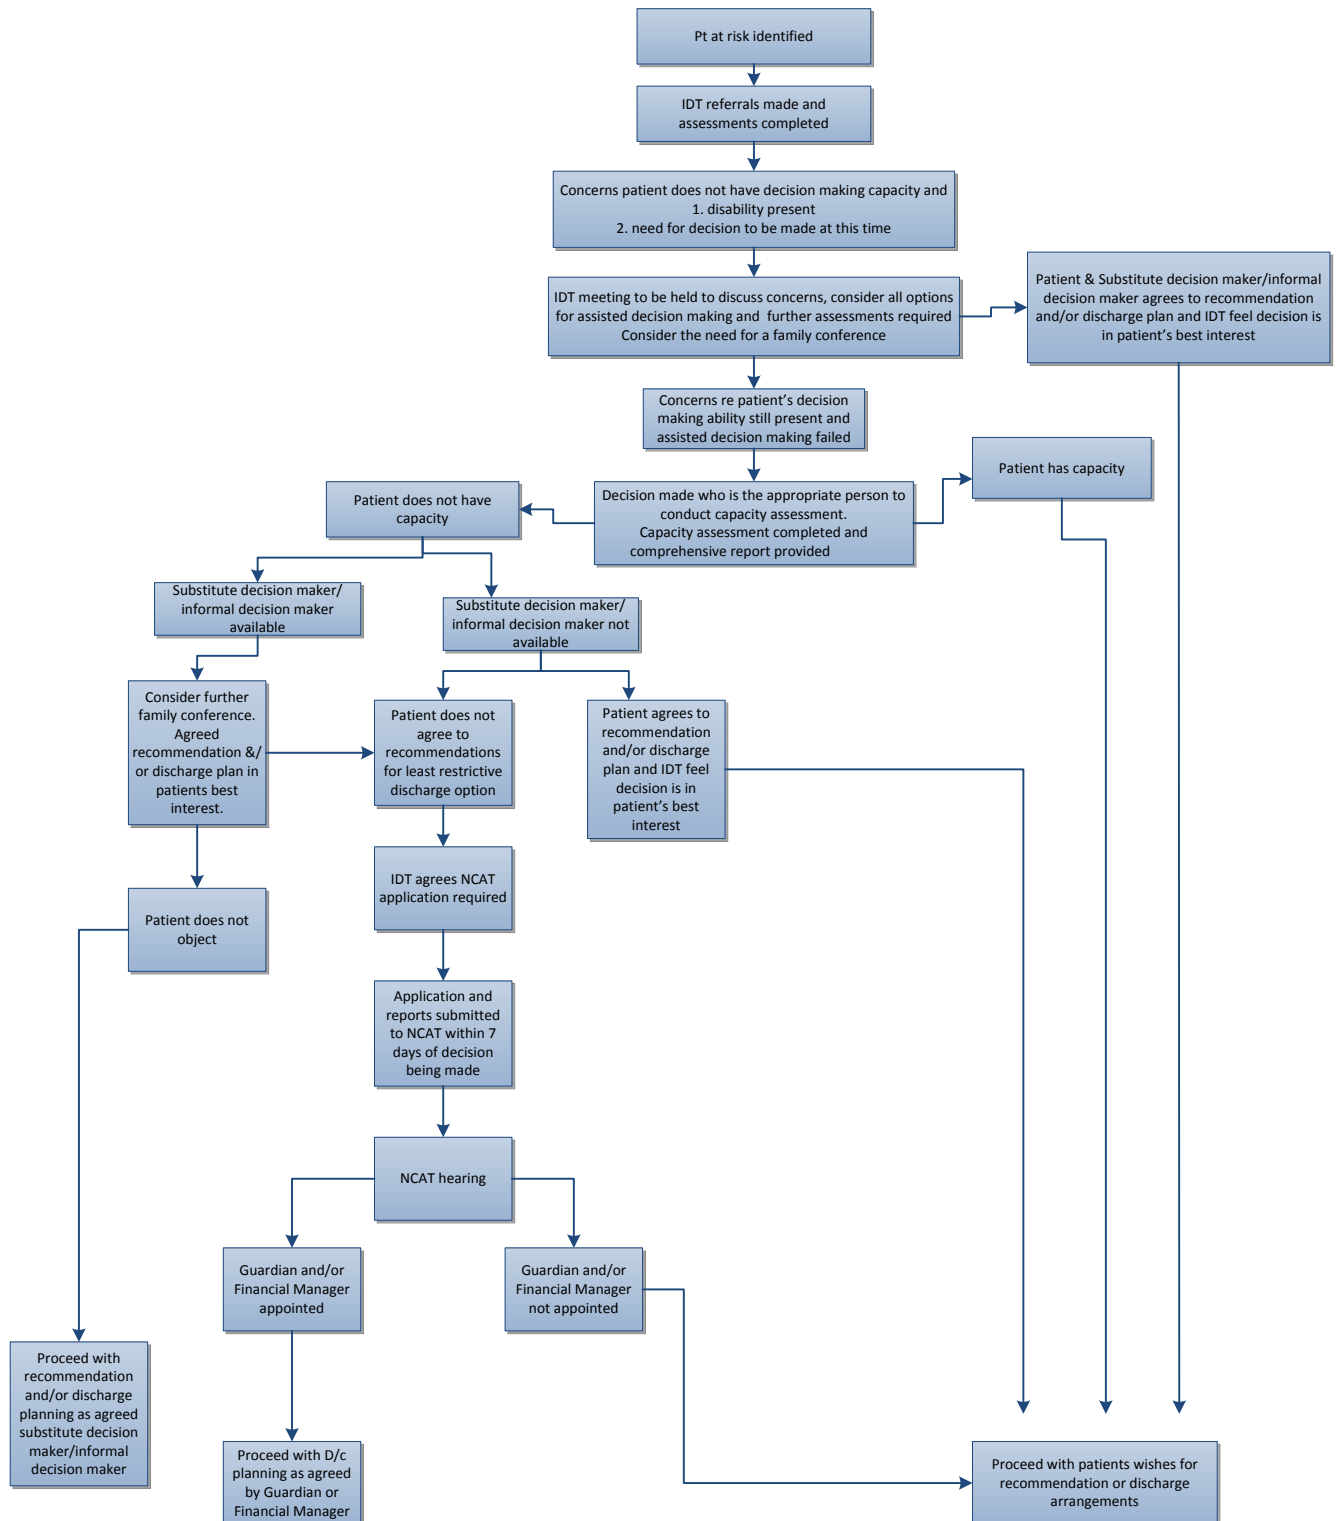 Pt at risk identified
IDT referrals made and
assessments completed
Concerns patient does not have decision making capacity and
1. disability present
2. need for decision to be made at this time
IDT meeting to be held to discuss concerns, consider all options
for assisted decision making and further assessments required
Consider the need for a family conference
Patient & Substitute decision maker/informal
decision maker agrees to recommendation
and/or discharge plan and IDT feel decision is
in patient's best interest
Concerns re patient's decision
making ability still present and
assisted decision making failed
Patient has capacity
Decision made who is the appropriate person to
conduct capacity assessment.
Capacity assessment completed and
comprehensive report provided
Patient does not have
capacity
Substitute decision maker/
informal decision maker
available
Substitute decision maker/
informal decision maker not
available
Consider further
family conference.
Agreed
recommendation &/
or discharge plan in
patients best
interest.
Patient does not
agree to
recommendations
for least restrictive
discharge option
Patient agrees to
recommendation
and/or discharge
plan and IDT feel
decision is in
patient's best
interest
IDT agrees NCAT
application required
Patient does not
object
Application and
reports submitted
to NCAT within 7
days of decision
being made
NCAT hearing
Guardian and/or
Financial Manager
appointed
Guardian and/or
Financial Manager
not appointed
Proceed with
recommendation
and/or discharge
planning as agreed
substitute decision
maker/informal
decision maker
Proceed with D/c
planning as agreed
by Guardian or
Financial Manager
Proceed with patients wishes for
recommendation or discharge
arrangements